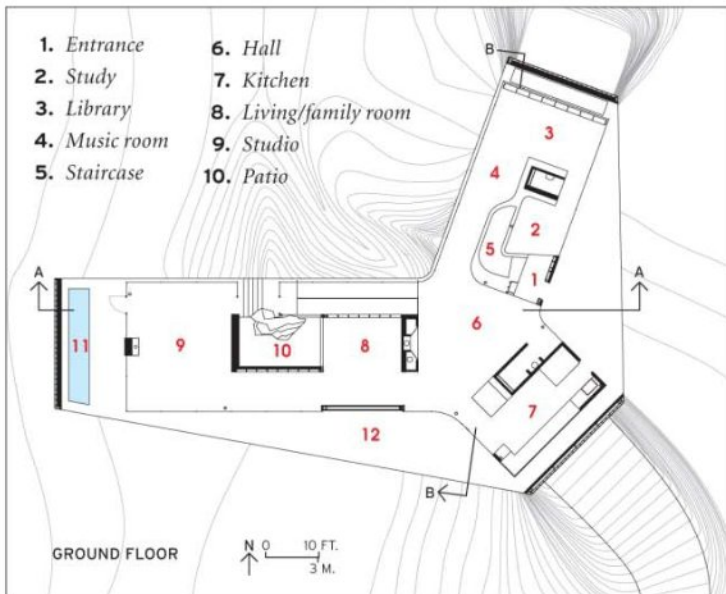 1. Entrance
2. Study
3. Library
4. Music room
5. Staircase
6. Hall
7. Kitchen
8. Living/family room
9. Studio
10. Patio
B
3
4
2
5
1
A
A
6
11
9
10
8
7
12
B
GROUND FLOOR
N 0 10 FT.
3 M.